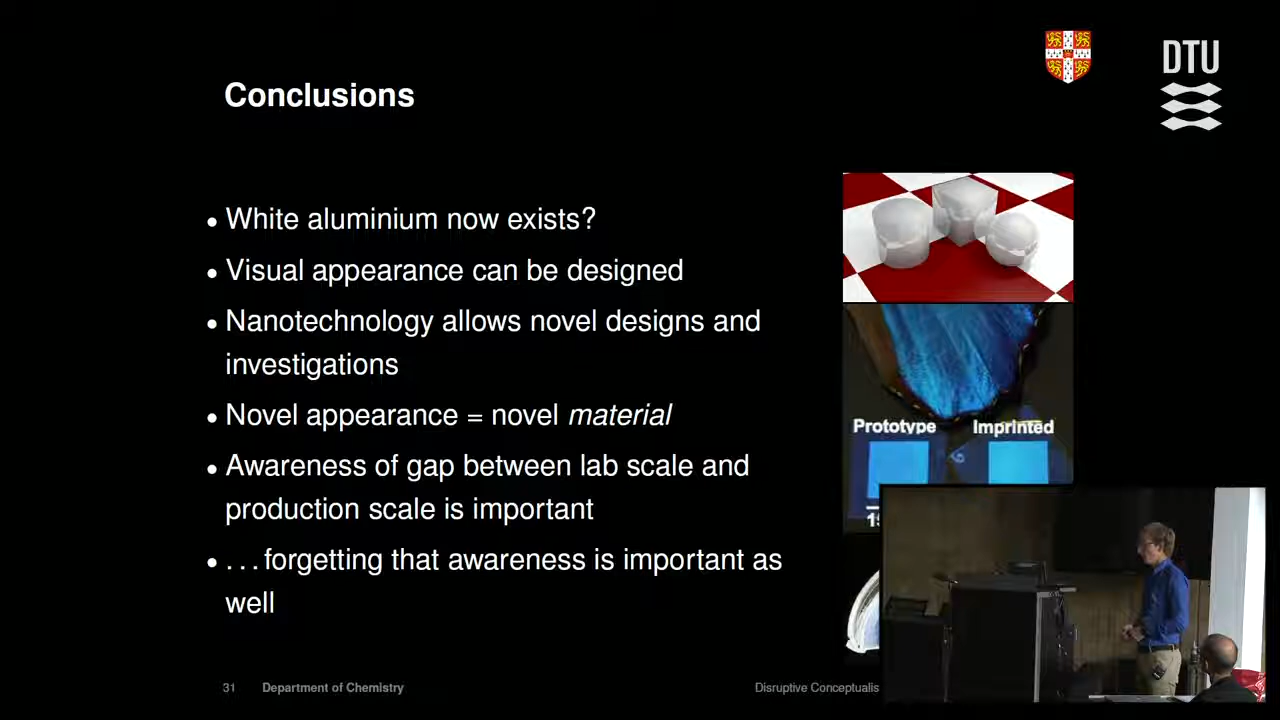 DTU
Conclusions
• White aluminium now exists?
• Visual appearance can be designed
• Nanotechnology allows novel designs and
investigations
• Novel appearance = novel material
• Awareness of gap between lab scale and
production scale is important
• ...forgetting that awareness is important as
well
Prototype Imprinted
31 Department of Chemistry
Disruptive Conceptualis